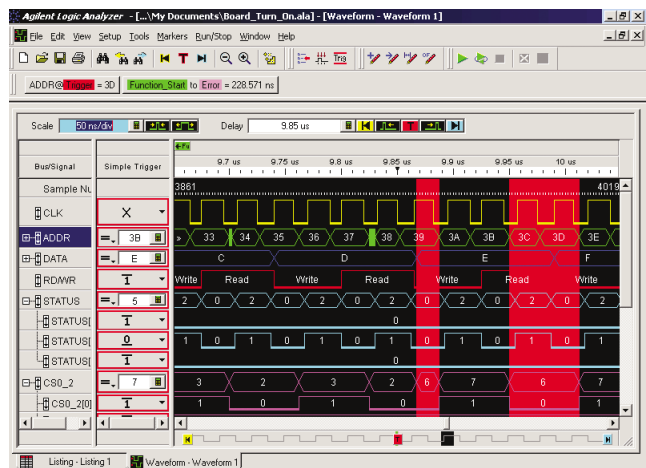 Agilent Logic Analyzer - [...\My Documents\Board_Turn_On.ala] - [Waveform - Waveform 1]
File Edit View Setup Tools Markers Run/Stop Window Help
T Trig
ADDR@ Trigger = 3D Function_Start to Error = 228.571 ns
Scale 50 ns/div Delay 9.85 us T
Bus/Signal Simple Trigger 9.7 us 9.75 us 9.8 us 9.85 us 9.9 us 9.95 us 10 us
Sample Nu 3861 4019
CLK X
ADDR = 3B » 33 34 35 36 37 38 39 3A 3B 3C 3D 3E
DATA = E C D E F
RD/WR 1 Write Read Write Read Write Read Write
STATUS = 5 2 0 2 0 2 0 2 0 2 0 2 0 2
STATUS[ 1 0
STATUS[ 0 1 0 1 0 1 0 1 0 1 0 1 0 1
STATUS[ 1 0
CS0_2 = 7 3 2 3 2 6 7 6 7
CS0_2[0] 1 1 0 1 0 1 0 1
Listing - Listing 1 Waveform - Waveform 1